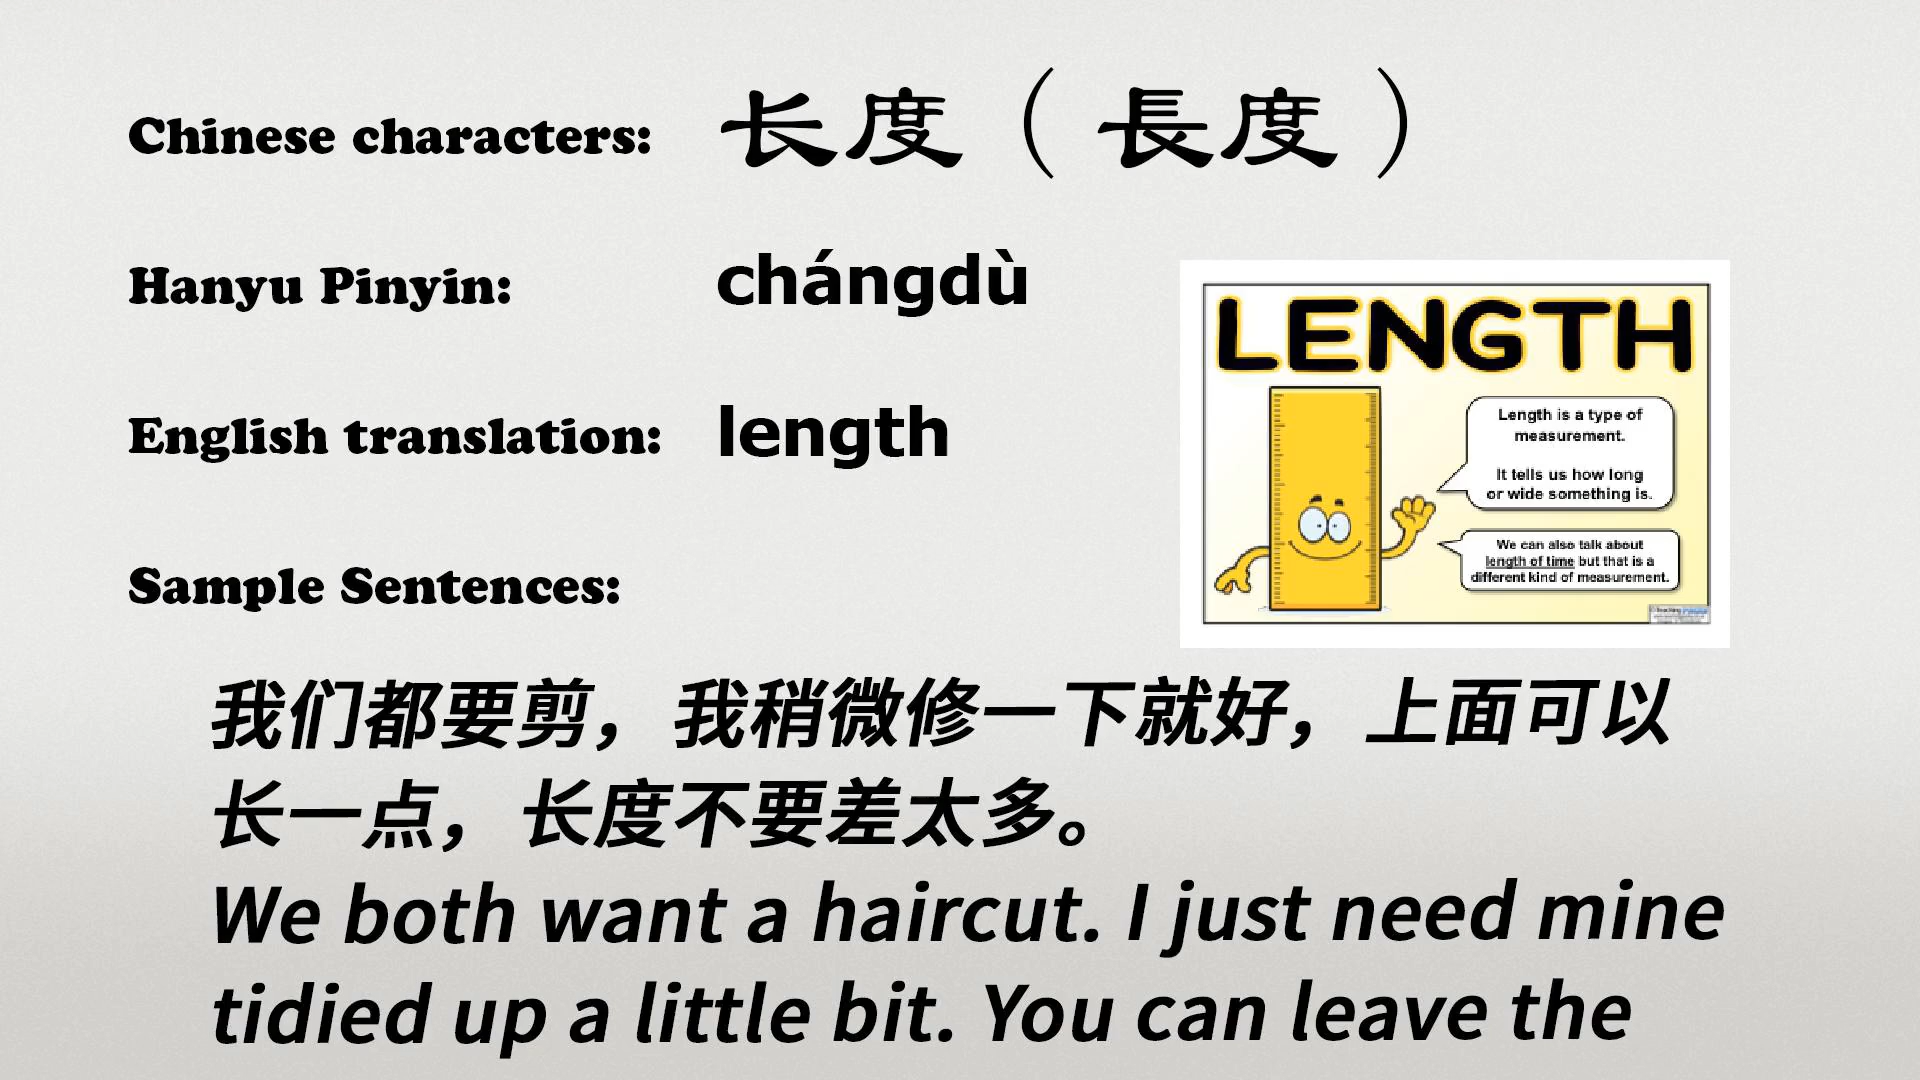 Chinese characters: 长度（長度）
Hanyu Pinyin: chángdù
English translation: length
Sample Sentences:
LENGTH
Length is a type of
measurement.
It tells us how long
or wide something is.
We can also talk about
length of time but that is a
different kind of measurement.
我们都要剪，我稍微修一下就好，上面可以
长一点，长度不要差太多。
We both want a haircut. I just need mine
tidied up a little bit. You can leave the